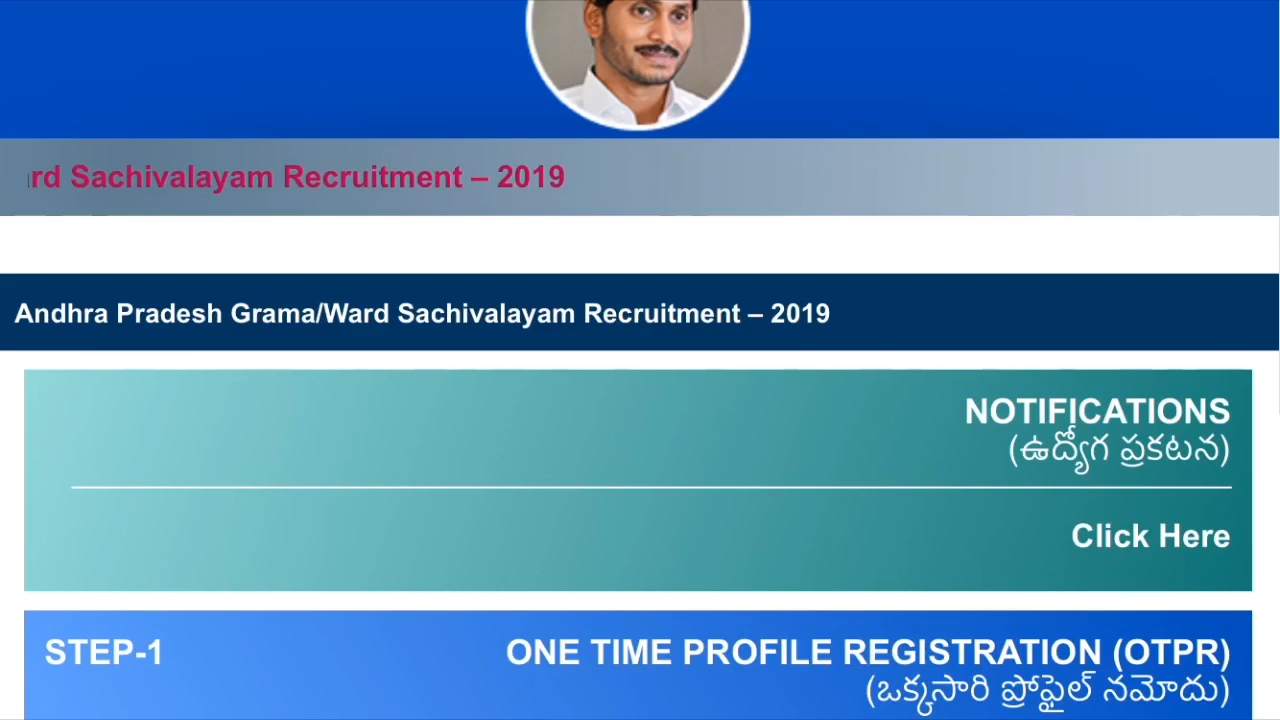 rd Sachivalayam Recruitment – 2019
Andhra Pradesh Grama/Ward Sachivalayam Recruitment – 2019
NOTIFICATIONS
(ఉద్యోగ ప్రకటన)
Click Here
STEP-1 ONE TIME PROFILE REGISTRATION (OTPR)
(ఒక్కసారి ప్రోఫైల్ నమోదు)